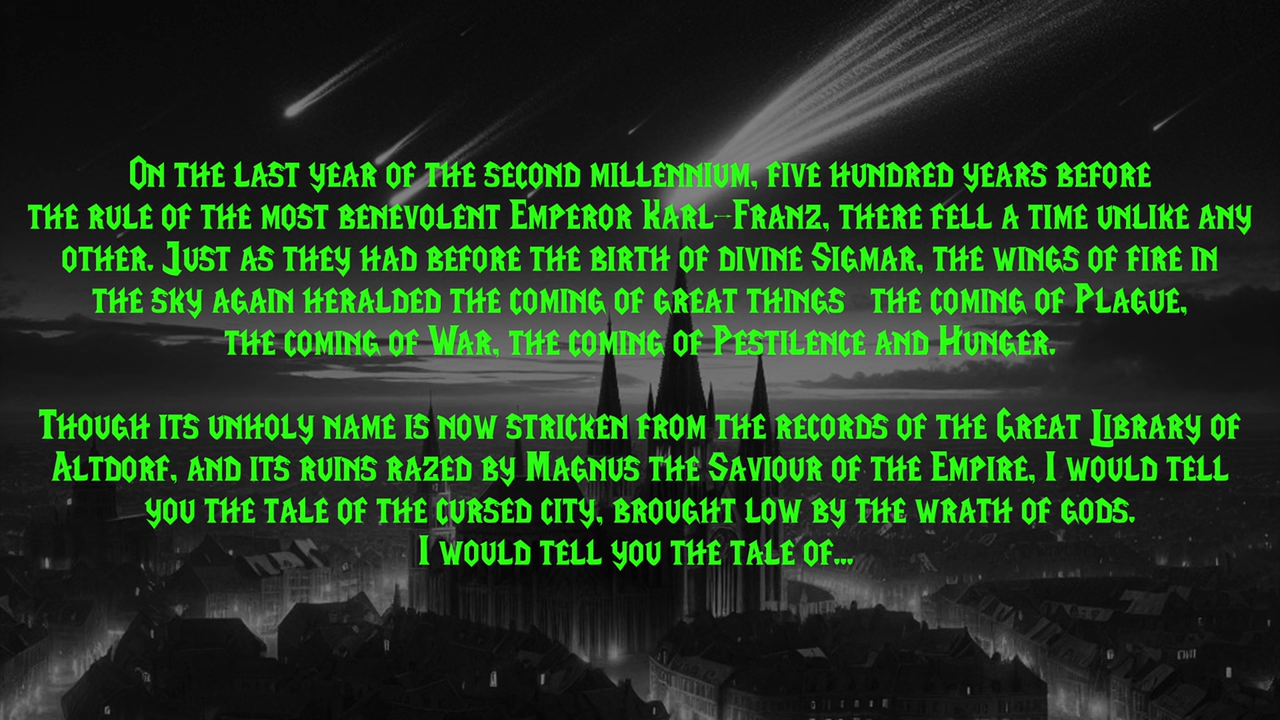 On the last year of the second millennium, five hundred years before
the rule of the most benevolent Emperor Karl-Franz, there fell a time unlike any
other. Just as they had before the birth of divine Sigmar, the wings of fire in
the sky again heralded the coming of great things   the coming of Plague,
the coming of War, the coming of Pestilence and Hunger.
Though its unholy name is now stricken from the records of the Great Library of
Altdorf, and its ruins razed by Magnus the Saviour of the Empire, I would tell
you the tale of the cursed city, brought low by the wrath of gods.
I would tell you the tale of...